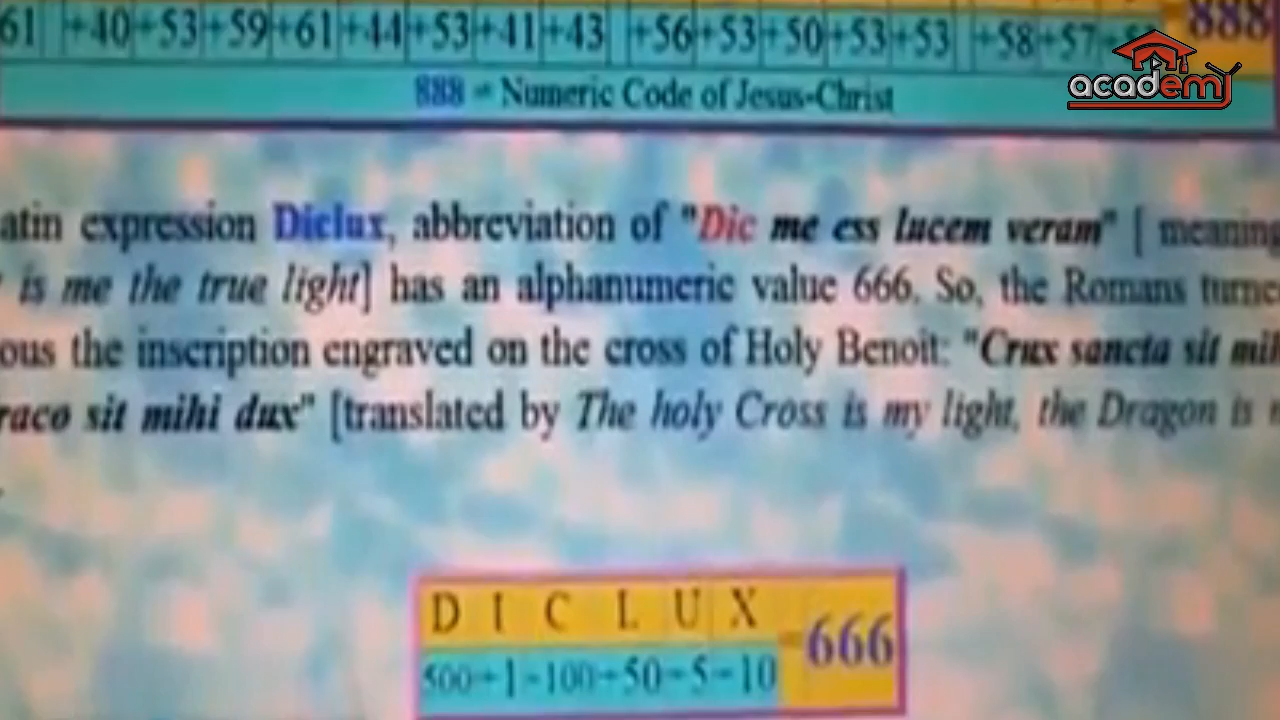 61 +40+53+59+61+44+53+41+43 +56+53+50+53+53 +58+57+ 888
academy
888 = Numeric Code of Jesus-Christ
atin expression Diclux, abbreviation of "Dic me ess lucem veram" [ meaning
is me the true light] has an alphanumeric value 666. So, the Romans turne
ous the inscription engraved on the cross of Holy Benoit: "Crux sancta sit mih
raco sit mihi dux" [translated by The holy Cross is my light, the Dragon is
D I C L U X =666
500+1+100+50+5+10